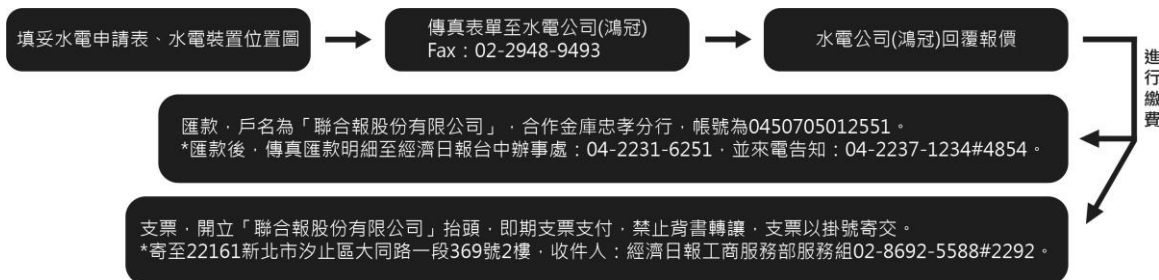 填妥水電申請表、水電裝置位置圖
傳真表單至水電公司(鴻冠)
Fax：02-2948-9493
水電公司(鴻冠)回覆報價
進行繳費
匯款，戶名為「聯合報股份有限公司」，合作金庫忠孝分行，帳號為0450705012551。
*匯款後，傳真匯款明細至經濟日報台中辦事處：04-2231-6251，並來電告知：04-2237-1234#4854。
支票，開立「聯合報股份有限公司」抬頭，即期支票支付，禁止背書轉讓，支票以掛號寄交。
*寄至22161新北市汐止區大同路一段369號2樓，收件人：經濟日報工商服務部服務組02-8692-5588#2292。